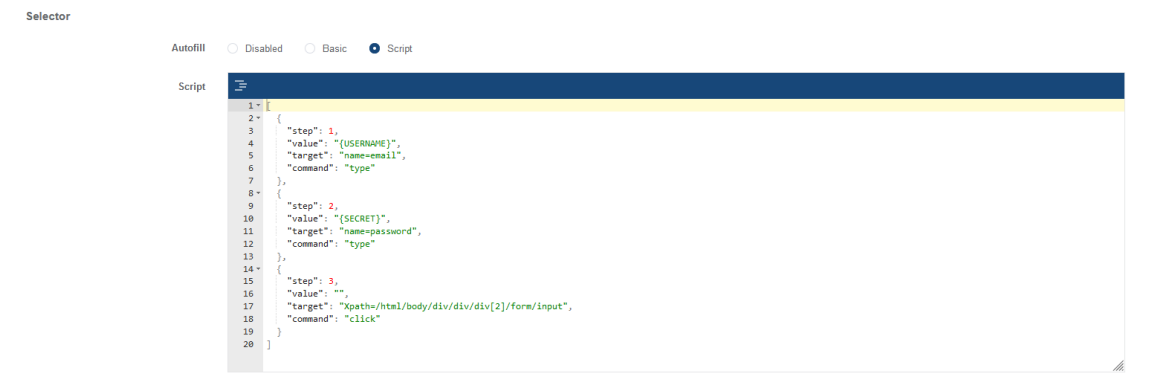 Selector
Autofill Disabled Basic Script
Script
1 [
2 {
3 "step": 1,
4 "value": "{USERNAME}",
5 "target": "name=email",
6 "command": "type"
7 },
8 {
9 "step": 2,
10 "value": "{SECRET}",
11 "target": "name=password",
12 "command": "type"
13 },
14 {
15 "step": 3,
16 "value": "",
17 "target": "Xpath=/html/body/div/div/div[2]/form/input",
18 "command": "click"
19 }
20 ]